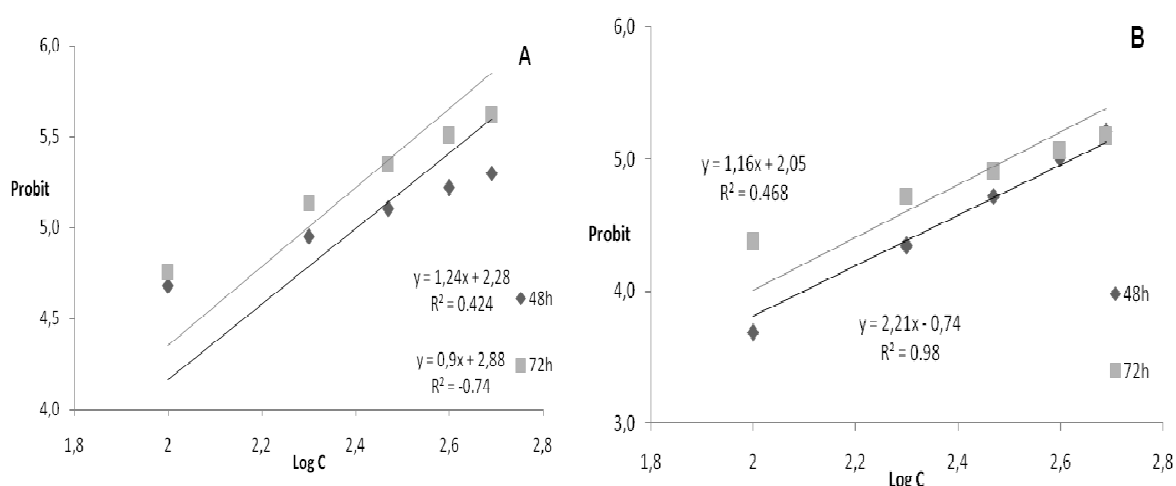 A
6,0
5,5
Probit
5,0
4,5
4,0
y = 1,24x + 2,28
R² = 0.424
48h
y = 0,9x + 2,88
R² = -0.74
72h
1,8
2
2,2
2,4
2,6
2,8
Log C
B
6,0
5,0
Probit
4,0
3,0
y = 1,16x + 2,05
R² = 0.468
48h
y = 2,21x - 0,74
R² = 0.98
72h
1,8
2
2,2
2,4
2,6
2,8
Log C